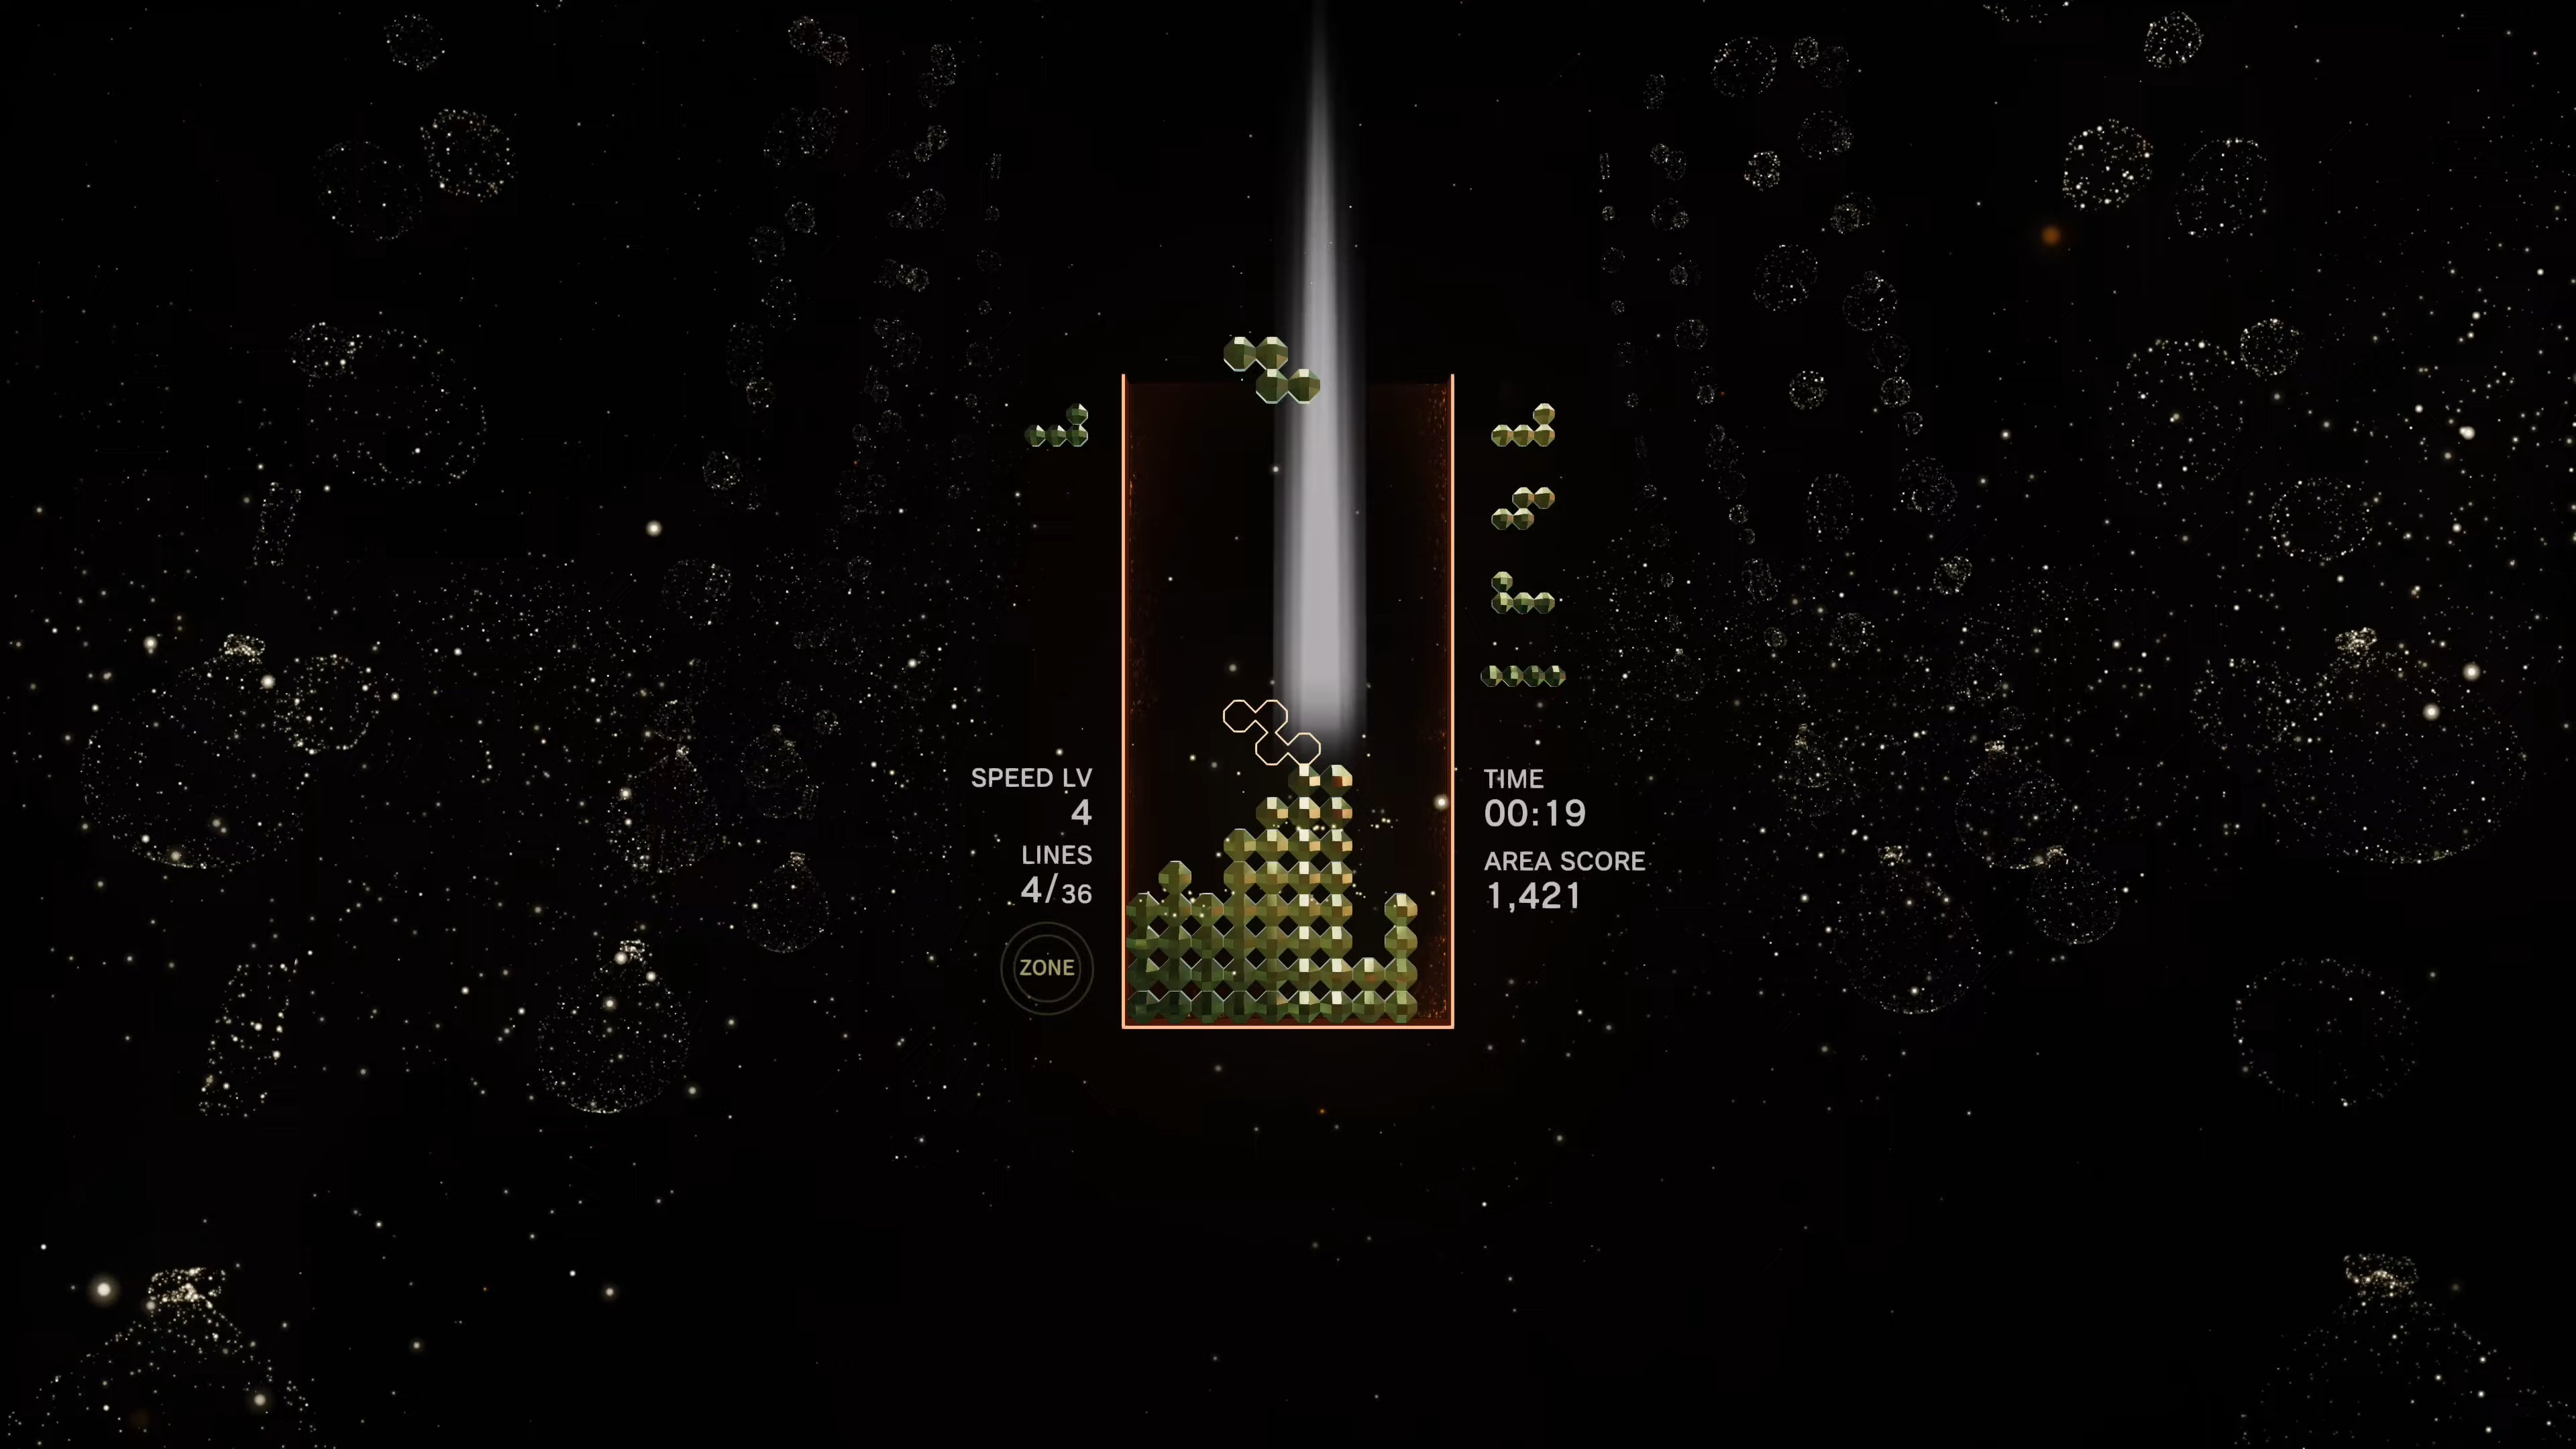 SPEED LV
4
LINES
4/36
ZONE
TIME
00:19
AREA SCORE
1,421